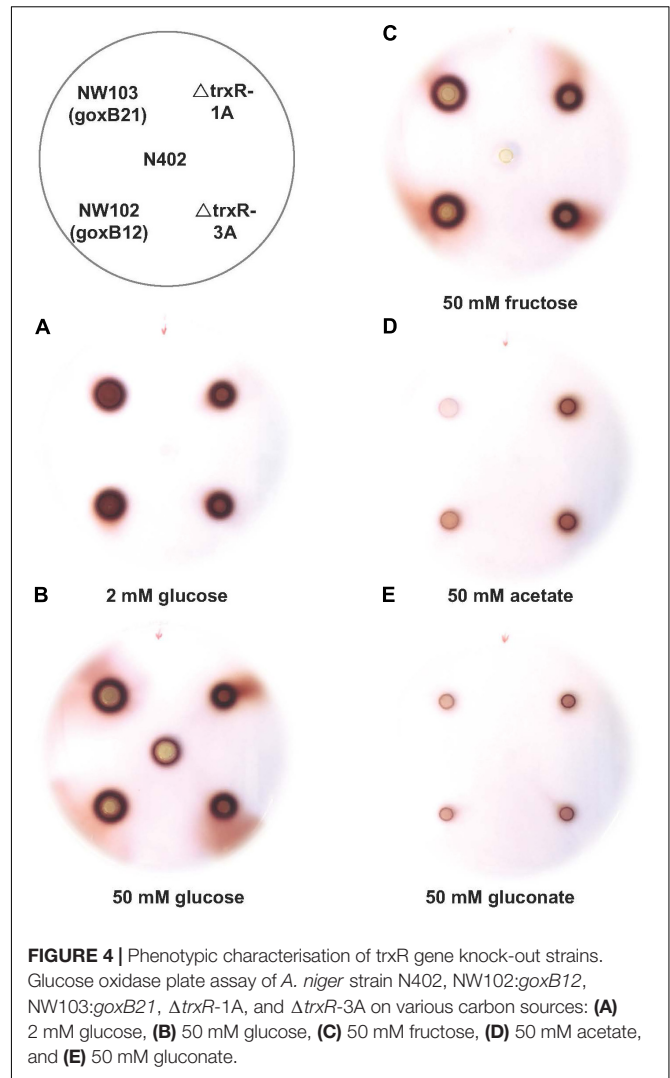 C
NW103
(goxB21)
△trxR-
1A
N402
NW102
(goxB12)
△trxR-
3A
50 mM fructose
A
D
2 mM glucose
50 mM acetate
B
E
50 mM glucose
50 mM gluconate
FIGURE 4 | Phenotypic characterisation of trxR gene knock-out strains.
Glucose oxidase plate assay of A. niger strain N402, NW102:goxB12,
NW103:goxB21, ΔtrxR-1A, and ΔtrxR-3A on various carbon sources: (A)
2 mM glucose, (B) 50 mM glucose, (C) 50 mM fructose, (D) 50 mM acetate,
and (E) 50 mM gluconate.